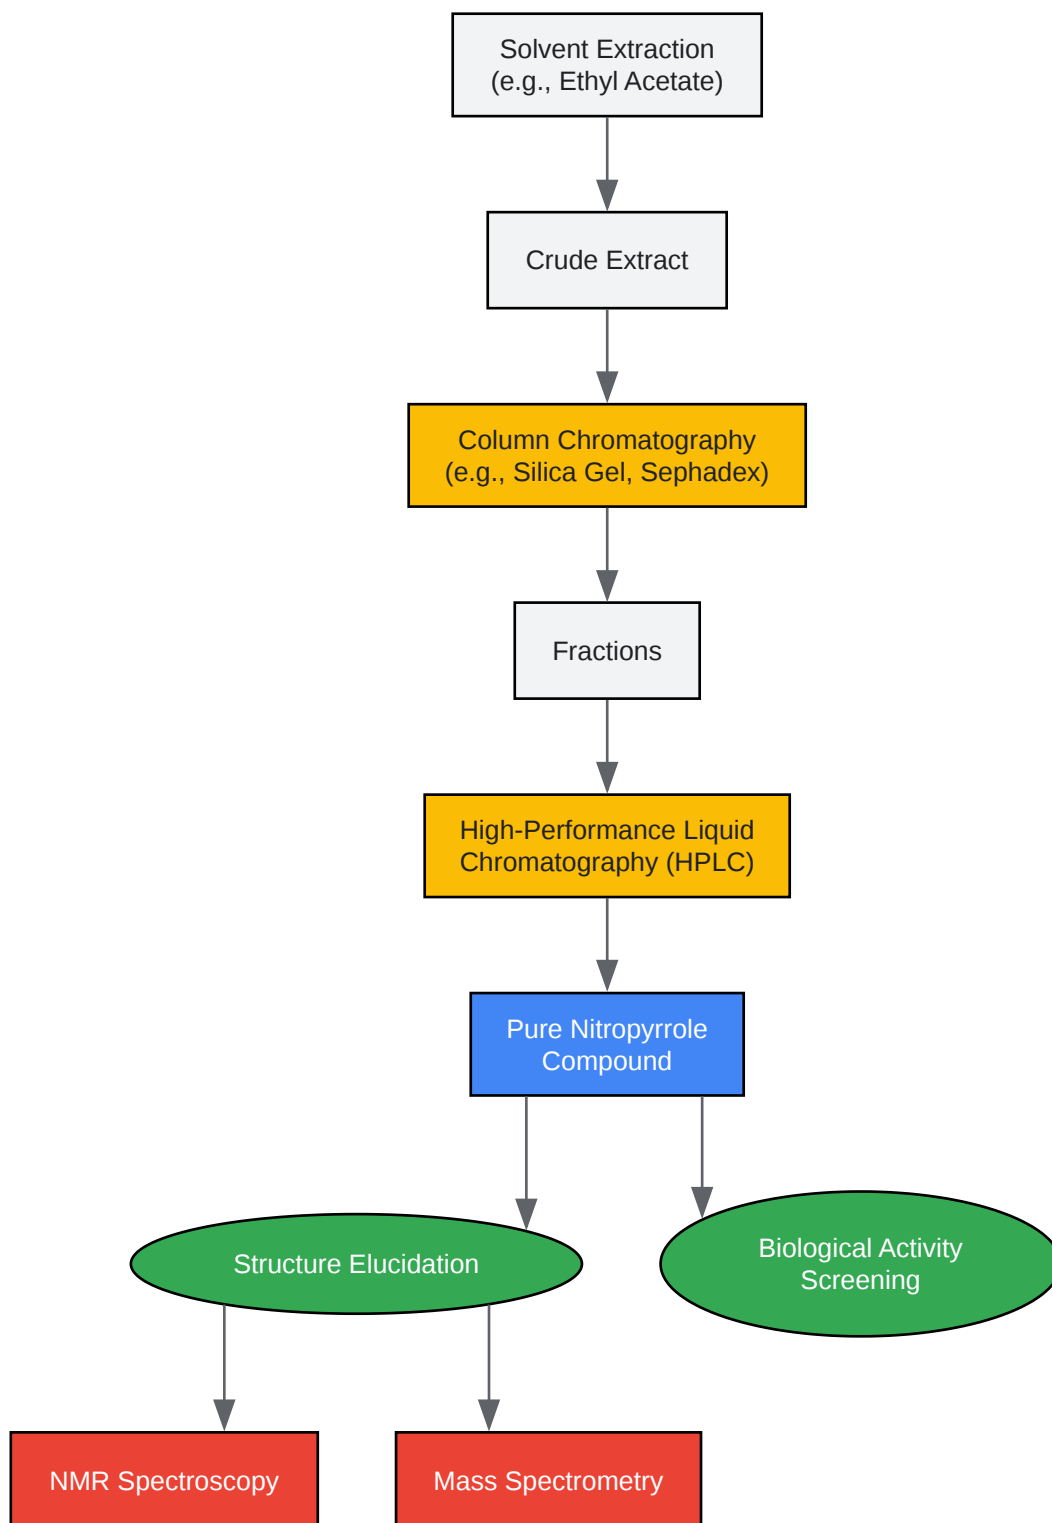 Solvent Extraction
(e.g., Ethyl Acetate)
Crude Extract
Column Chromatography
(e.g., Silica Gel, Sephadex)
Fractions
High-Performance Liquid
Chromatography (HPLC)
Pure Nitropyrrole
Compound
Structure Elucidation
Biological Activity
Screening
NMR Spectroscopy
Mass Spectrometry